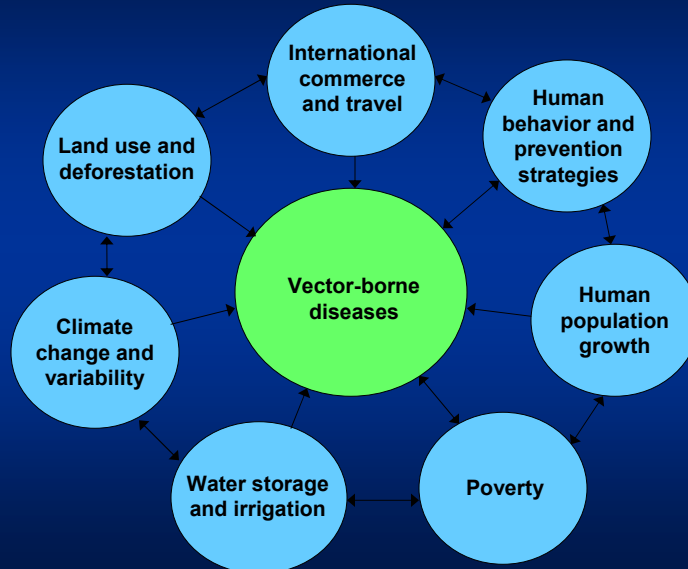 International
commerce
and travel
Human
behavior and
prevention
strategies
Land use and
deforestation
Vector-borne
diseases
Human
population
growth
Climate
change and
variability
Water storage
and irrigation
Poverty